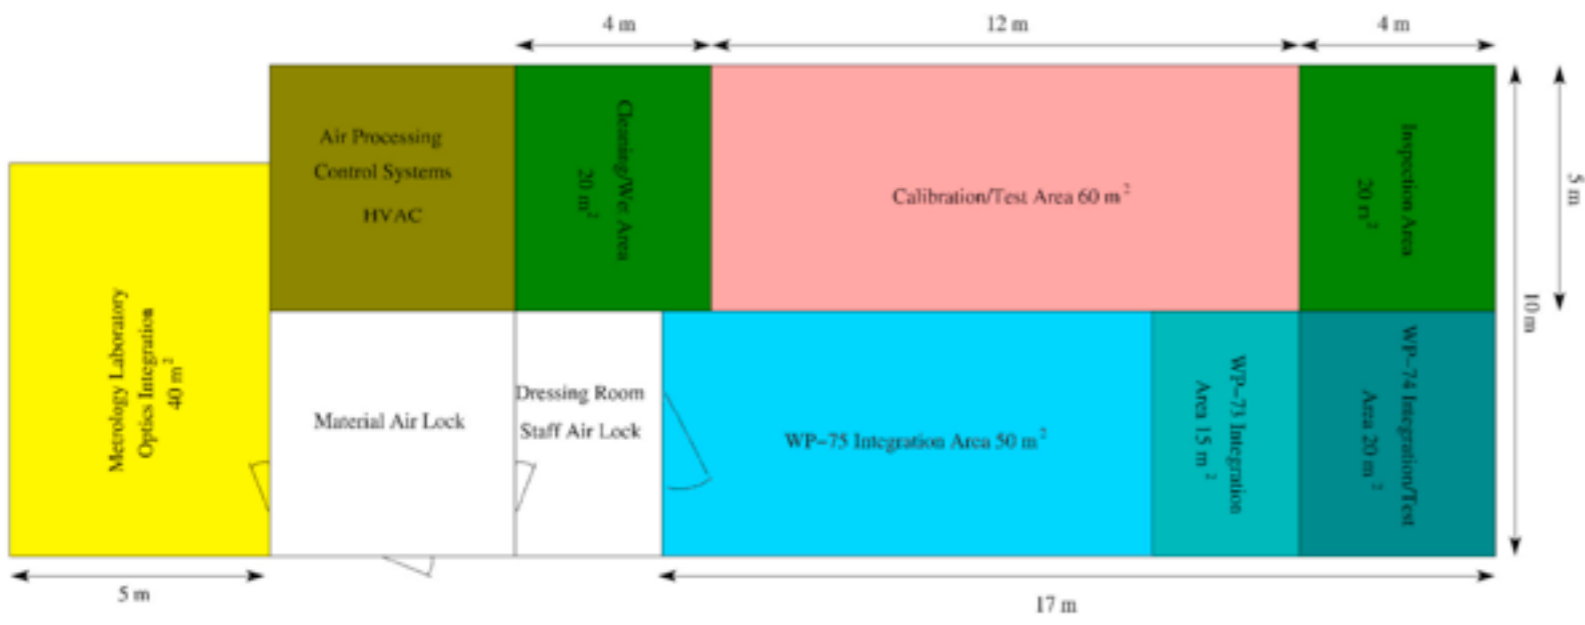 4 m
12 m
4 m
Air Processing
Control Systems
HVAC
Cleaning/Wet Area
20 m²
Calibration/Test Area 60 m²
Inspection Area
20 m²
5 m
10 m
Metrology Laboratory
Optics Integration
40 m²
Material Air Lock
Dressing Room
Staff Air Lock
WP-75 Integration Area 50 m²
WP-73 Integration
Area 15 m²
WP-74 Integration/Test
Area 20 m²
5 m
17 m